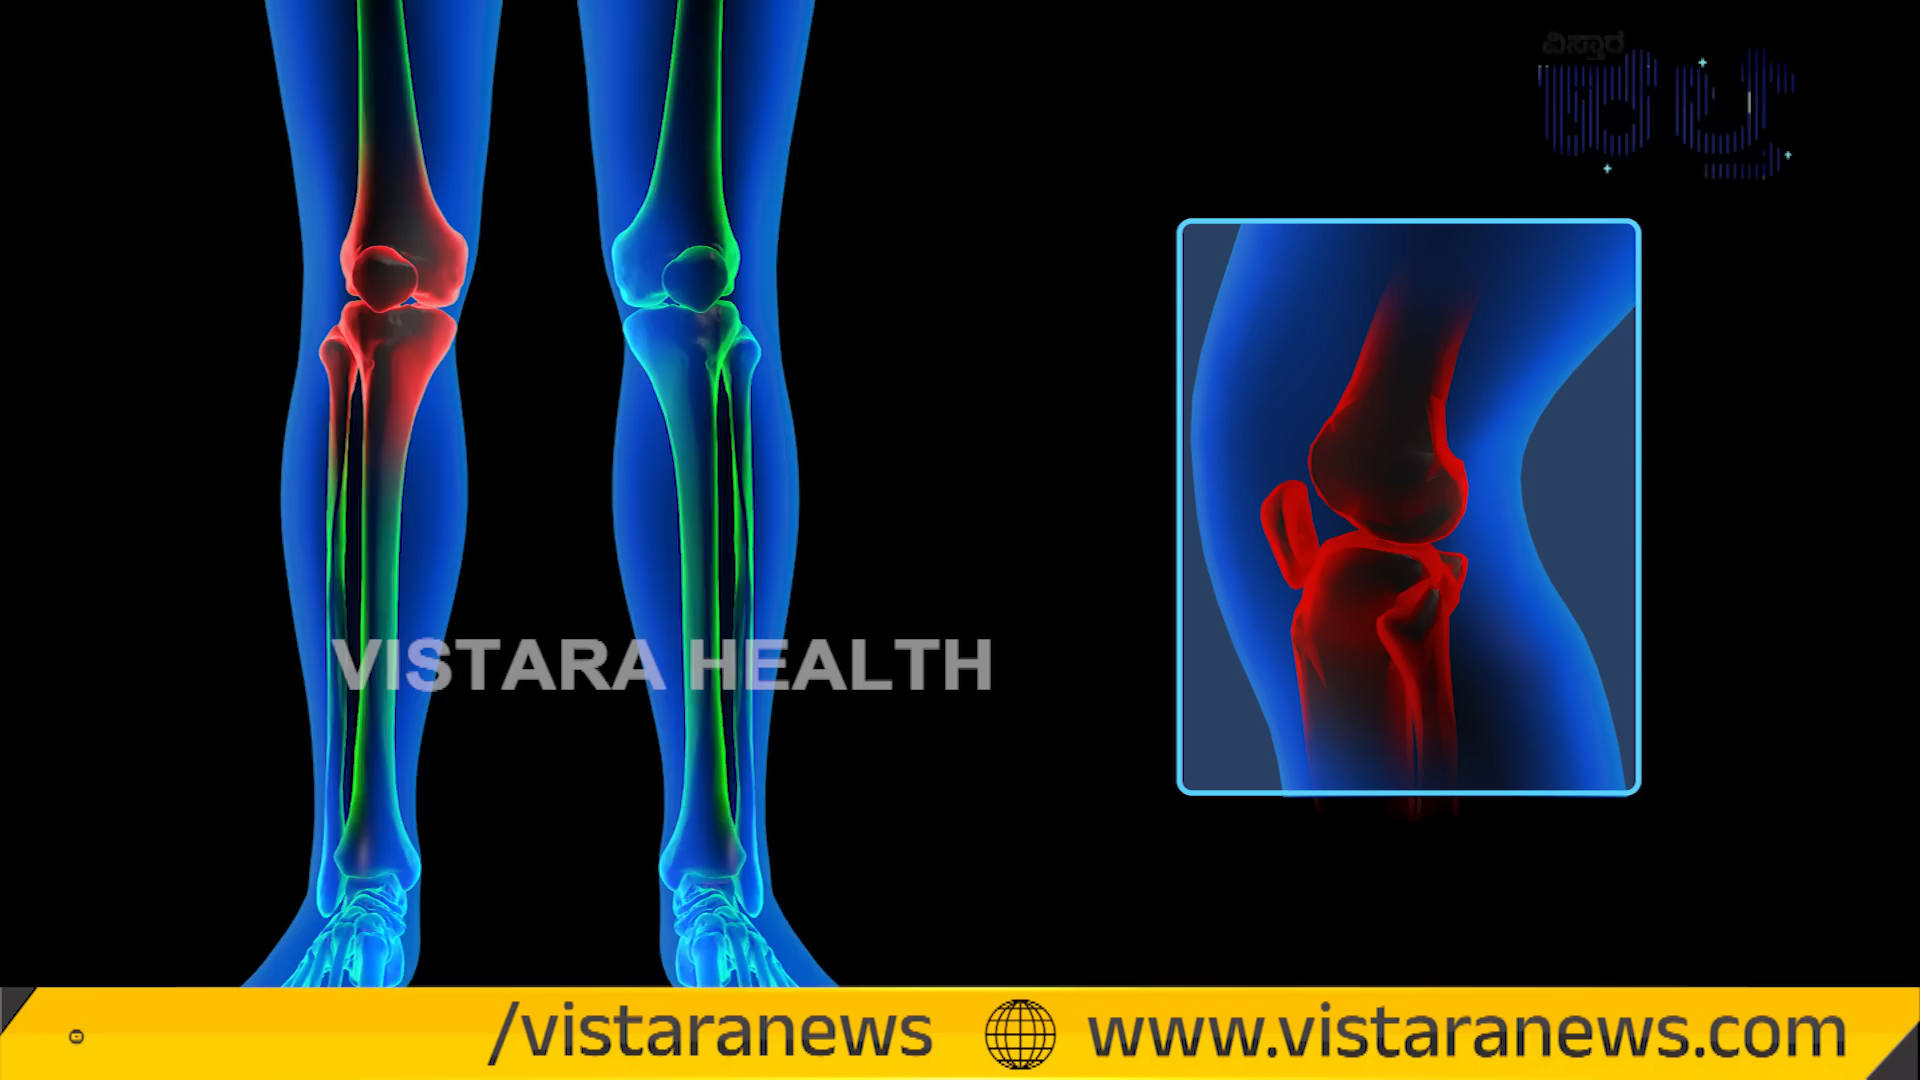 ವಿಸ್ತಾರ
VISTARA HEALTH
/vistaranews www.vistaranews.com